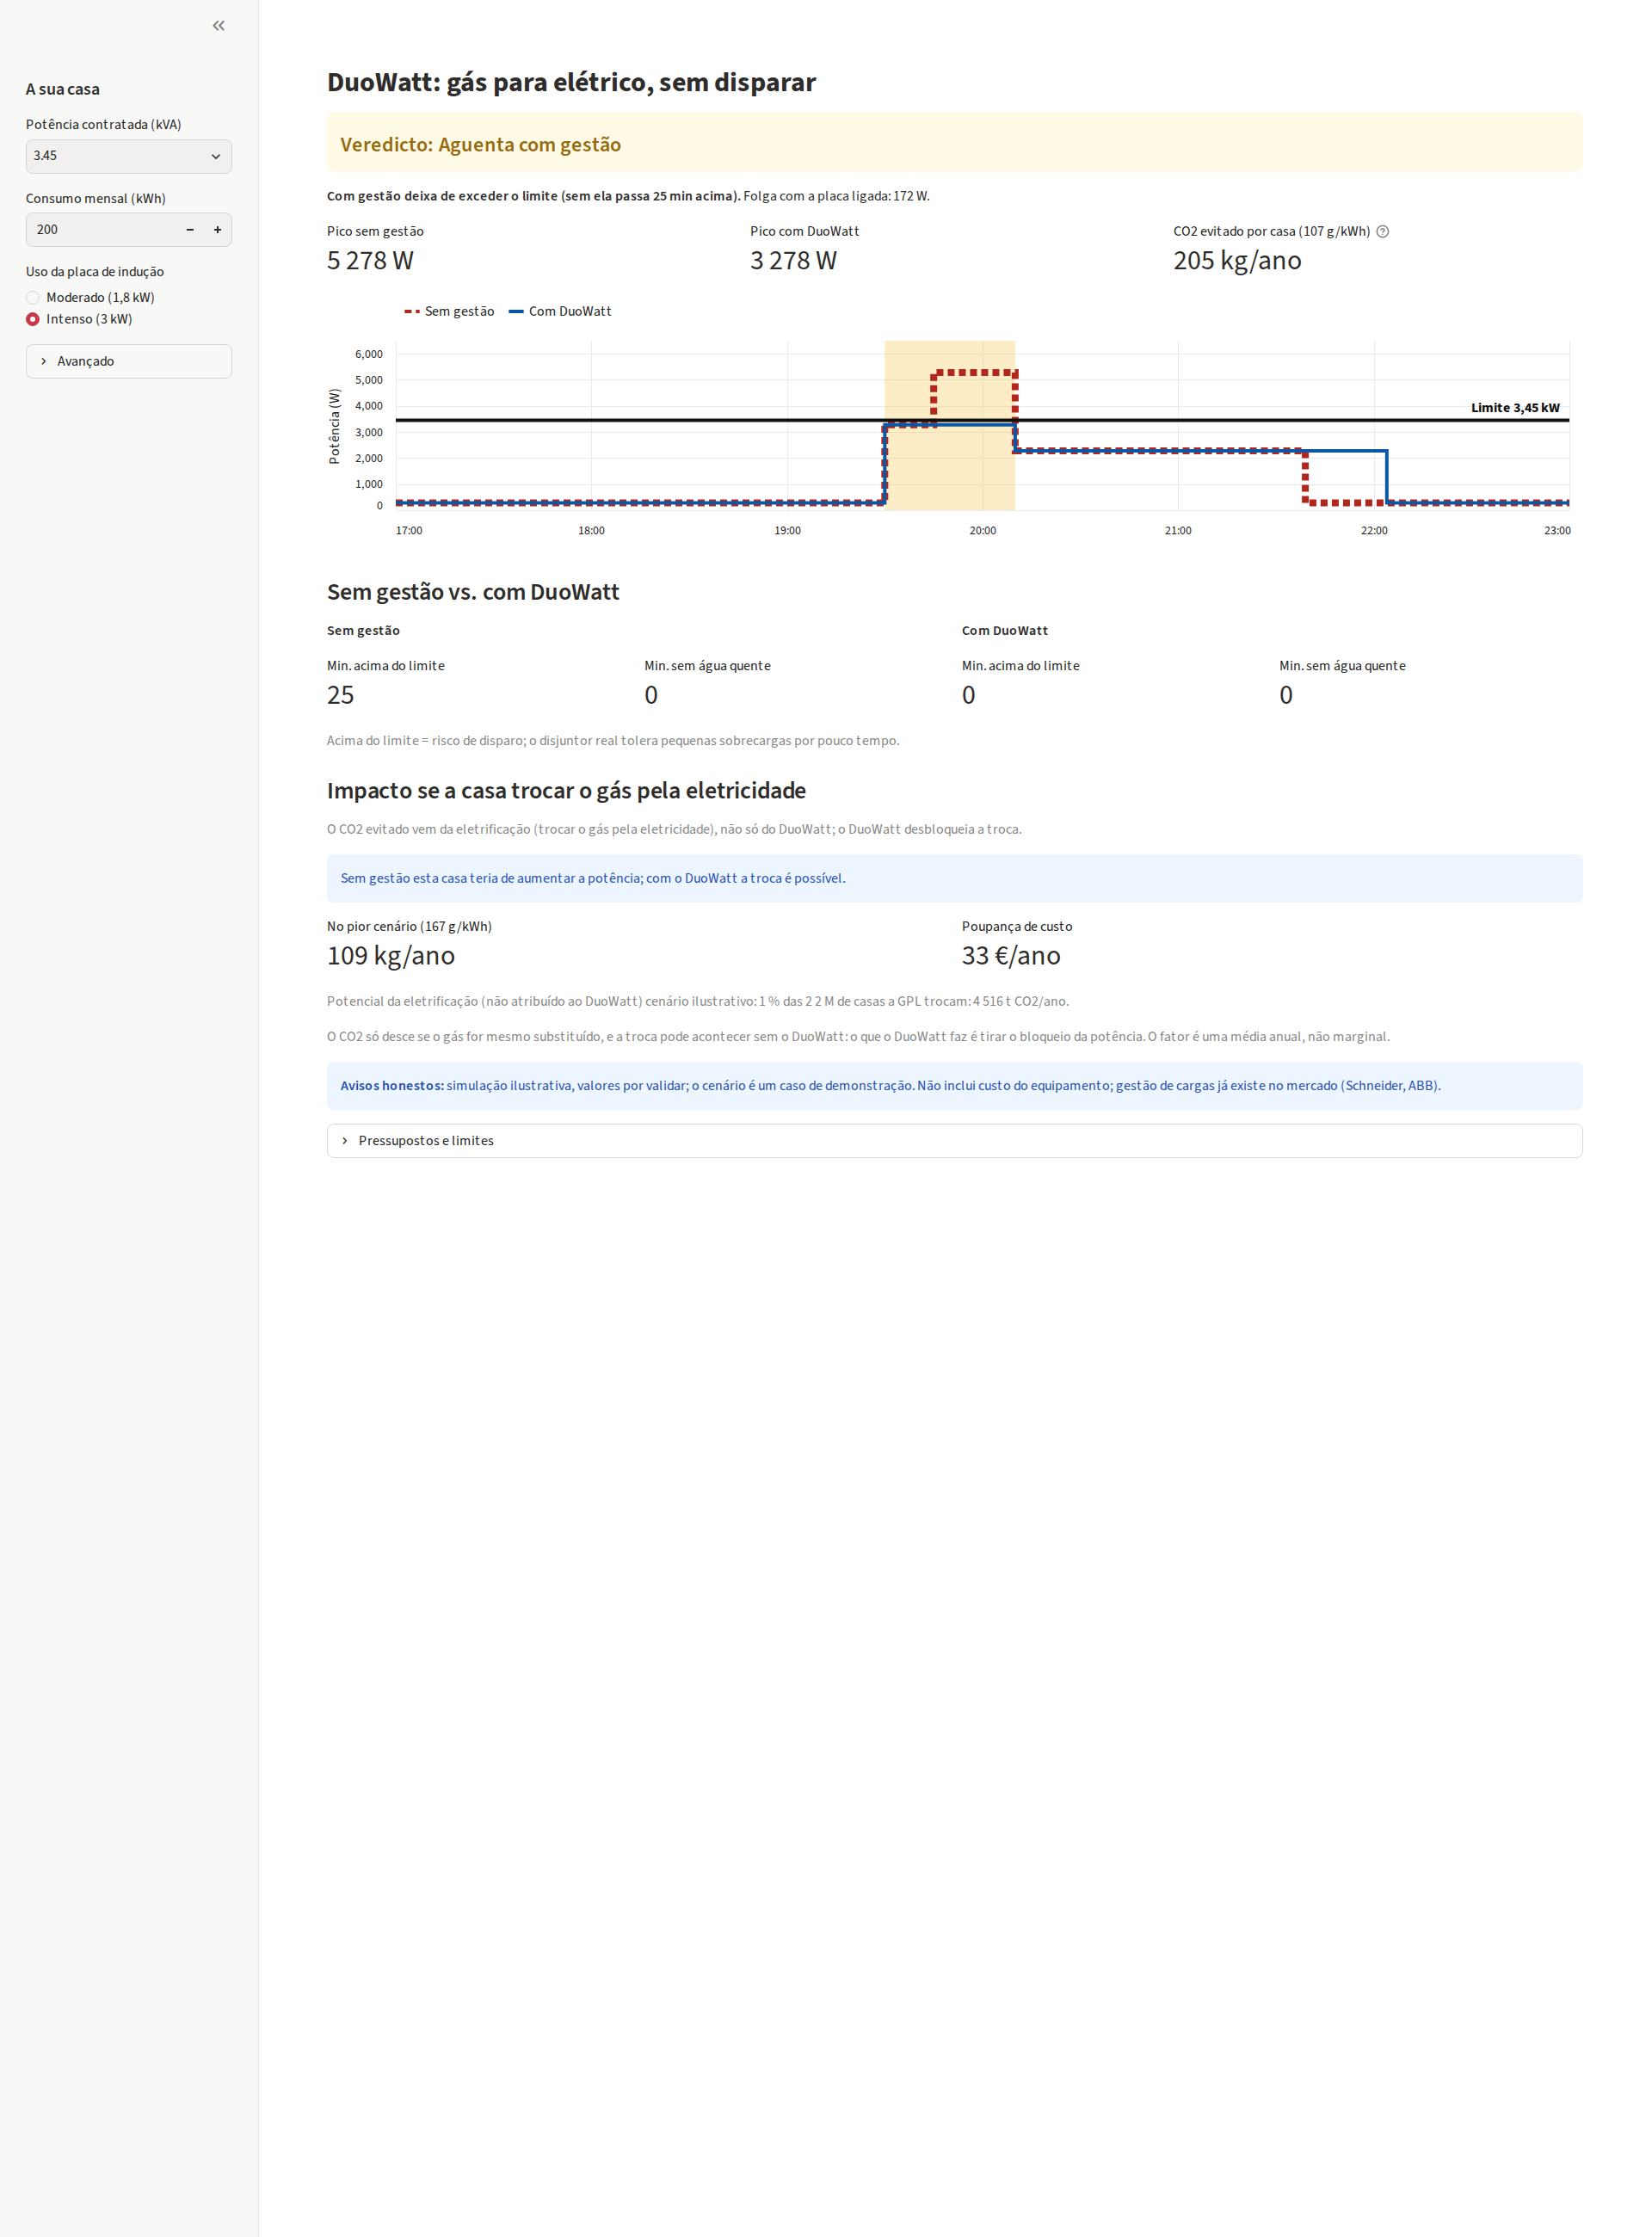 A sua casa
Potência contratada (kVA)
3.45
Consumo mensal (kWh)
200
Uso da placa de indução
Moderado (1,8 kW)
Intenso (3 kW)
Avançado
DuoWatt: gás para elétrico, sem disparar
Veredicto: Aguenta com gestão
Com gestão deixa de exceder o limite (sem ela passa 25 min acima). Folga com a placa ligada: 172 W.
Pico sem gestão
5 278 W
Pico com DuoWatt
3 278 W
CO2 evitado por casa (107 g/kWh)
205 kg/ano
Sem gestão
Com DuoWatt
Potência (W)
6,000
5,000
4,000
3,000
2,000
1,000
0
Limite 3,45 kW
17:00 18:00 19:00 20:00 21:00 22:00 23:00
Sem gestão vs. com DuoWatt
Sem gestão
Com DuoWatt
Min. acima do limite
25
Min. sem água quente
0
Min. acima do limite
0
Min. sem água quente
0
Acima do limite = risco de disparo; o disjuntor real tolera pequenas sobrecargas por pouco tempo.
Impacto se a casa trocar o gás pela eletricidade
O CO2 evitado vem da eletrificação (trocar o gás pela eletricidade), não só do DuoWatt; o DuoWatt desbloqueia a troca.
Sem gestão esta casa teria de aumentar a potência; com o DuoWatt a troca é possível.
No pior cenário (167 g/kWh)
109 kg/ano
Poupança de custo
33 €/ano
Potencial da eletrificação (não atribuído ao DuoWatt) cenário ilustrativo: 1 % das 2 2 M de casas a GPL trocam: 4 516 t CO2/ano.
O CO2 só desce se o gás for mesmo substituído, e a troca pode acontecer sem o DuoWatt: o que o DuoWatt faz é tirar o bloqueio da potência. O fator é uma média anual, não marginal.
Avisos honestos: simulação ilustrativa, valores por validar; o cenário é um caso de demonstração. Não inclui custo do equipamento; gestão de cargas já existe no mercado (Schneider, ABB).
Pressupostos e limites